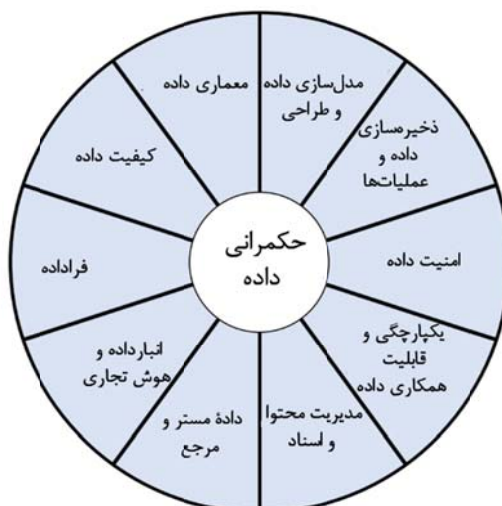 معماری داده
مدل‌سازی داده
و طراحی
ذخیره‌سازی
داده و
عملیات‌ها
امنیت داده
یکپارچگی و
قابلیت
همکاری داده
مدیریت محتوا
و اسناد
دادهٔ مستر و
مرجع
انبارداده و
هوش تجاری
فراداده
کیفیت داده
حکمرانی
داده